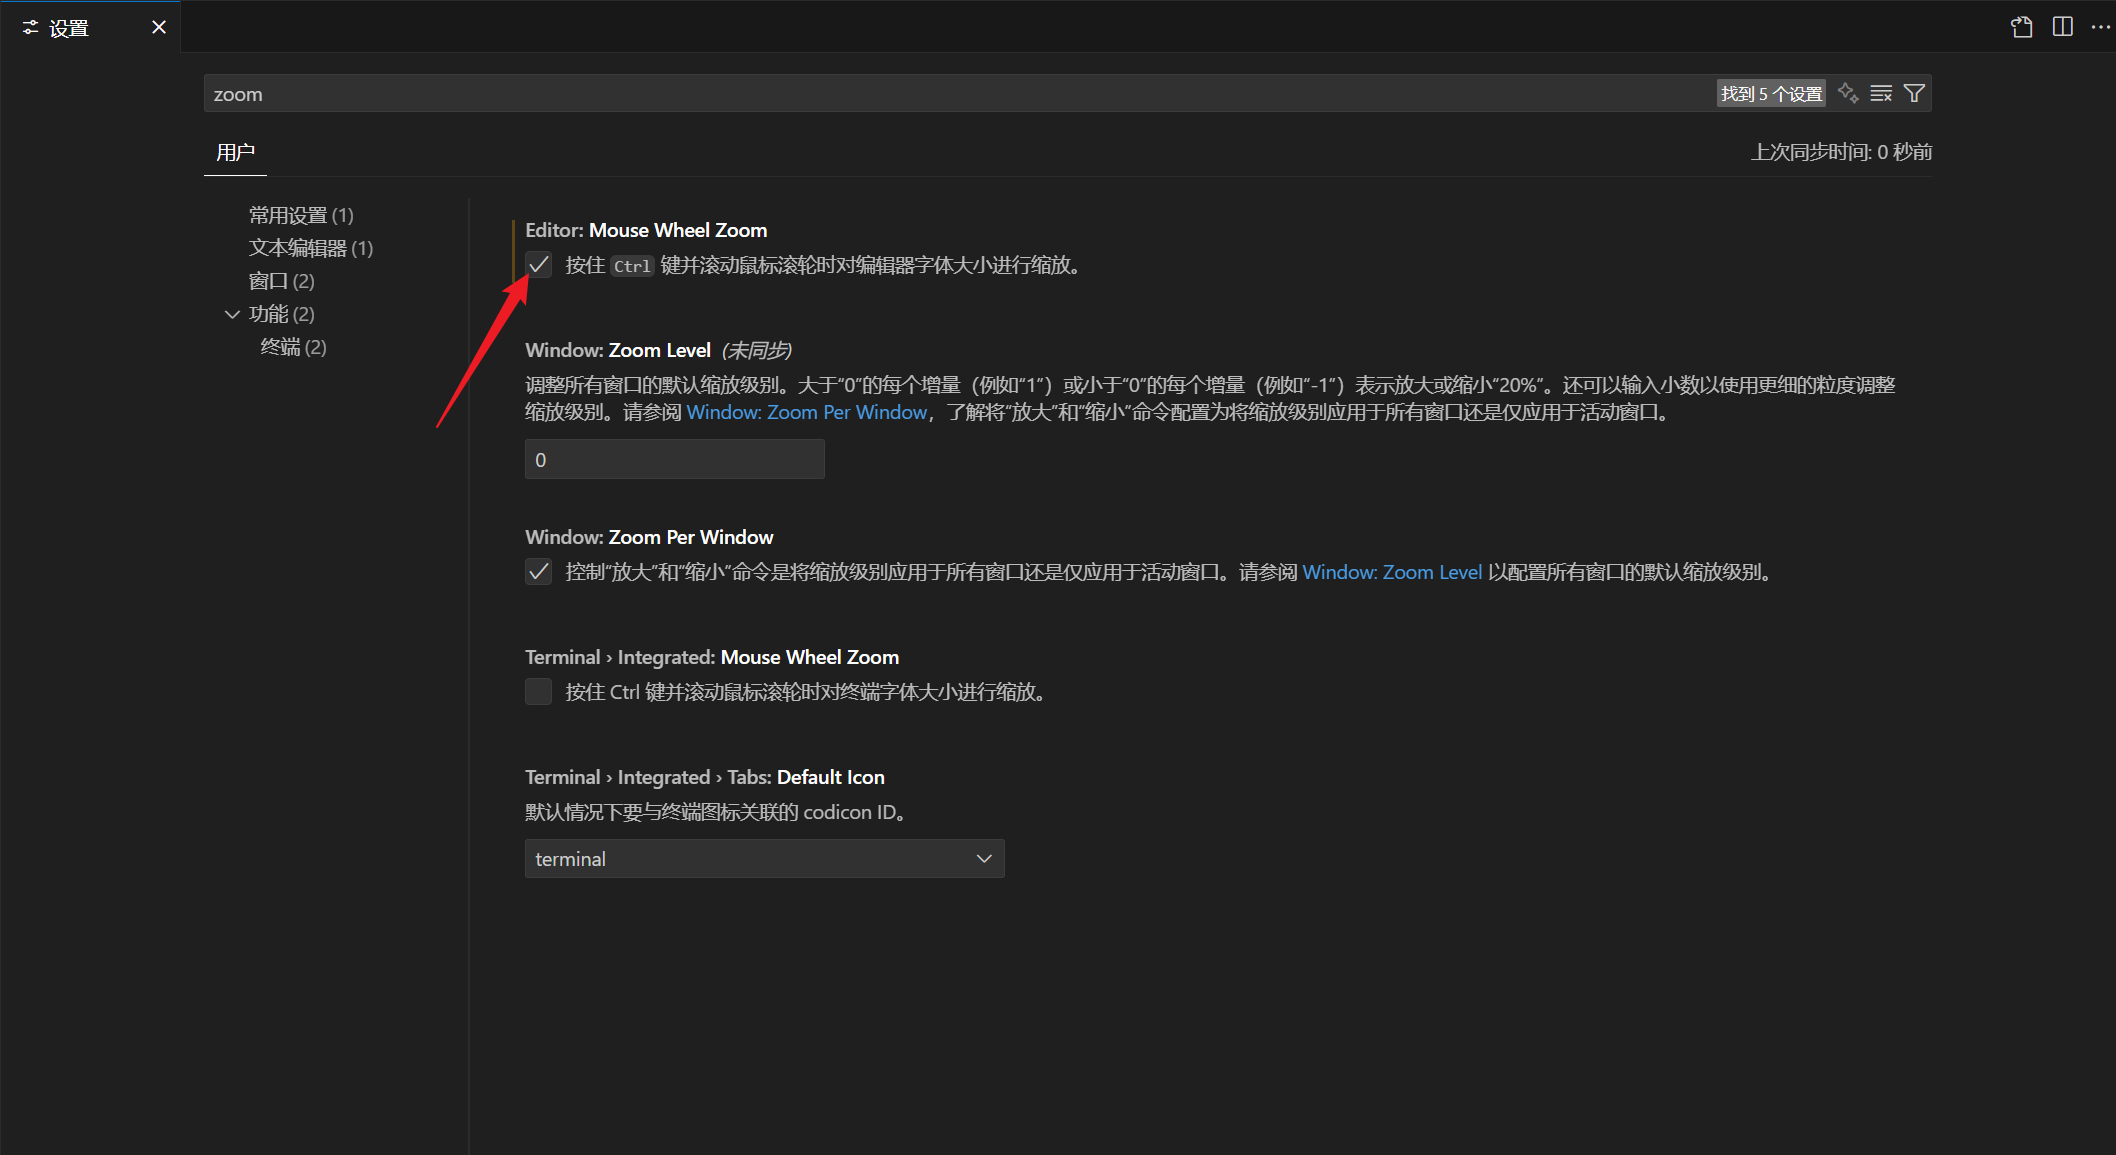 设置
zoom
找到 5 个设置
用户
上次同步时间: 0 秒前
常用设置 (1)
文本编辑器 (1)
窗口 (2)
功能 (2)
终端 (2)
Editor: Mouse Wheel Zoom
按住 Ctrl 键并滚动鼠标滚轮时对编辑器字体大小进行缩放。
Window: Zoom Level (未同步)
调整所有窗口的默认缩放级别。大于“0”的每个增量（例如“1”）或小于“0”的每个增量（例如“-1”）表示放大或缩小“20%”。还可以输入小数以使用更细的粒度调整
缩放级别。请参阅 Window: Zoom Per Window，了解将“放大”和“缩小”命令配置为将缩放级别应用于所有窗口还是仅应用于活动窗口。
0
Window: Zoom Per Window
控制“放大”和“缩小”命令是将缩放级别应用于所有窗口还是仅应用于活动窗口。请参阅 Window: Zoom Level 以配置所有窗口的默认缩放级别。
Terminal › Integrated: Mouse Wheel Zoom
按住 Ctrl 键并滚动鼠标滚轮时对终端字体大小进行缩放。
Terminal › Integrated › Tabs: Default Icon
默认情况下要与终端图标关联的 codicon ID。
terminal